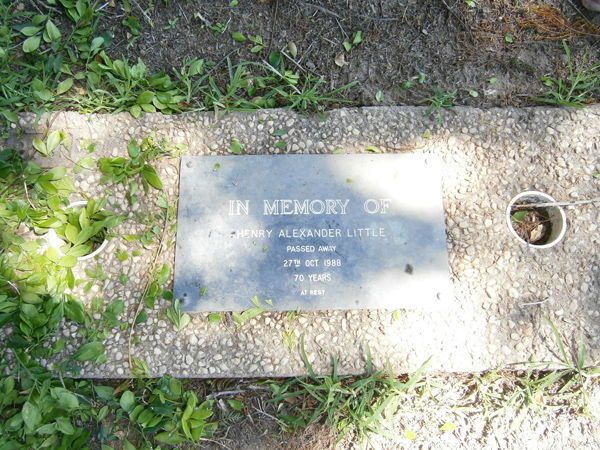 IN MEMORY OF
HENRY ALEXANDER LITTLE
PASSED AWAY
27TH OCT. 1988
70 YEARS
AT REST